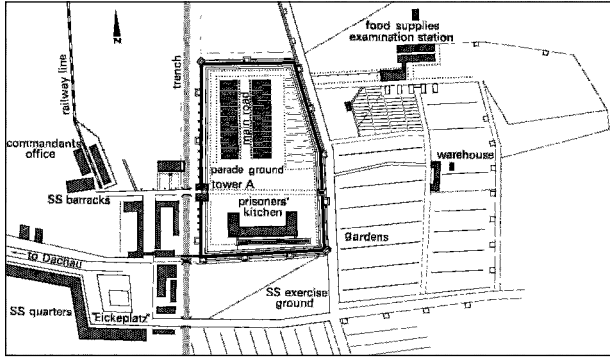 N
food supplies
examination station
railway line
trench
main road
commandants
office
parade ground
tower A
warehouse
SS barracks
prisoners'
kitchen
gardens
to Dachau
SS exercise
ground
SS quarters
"Eickeplatz"